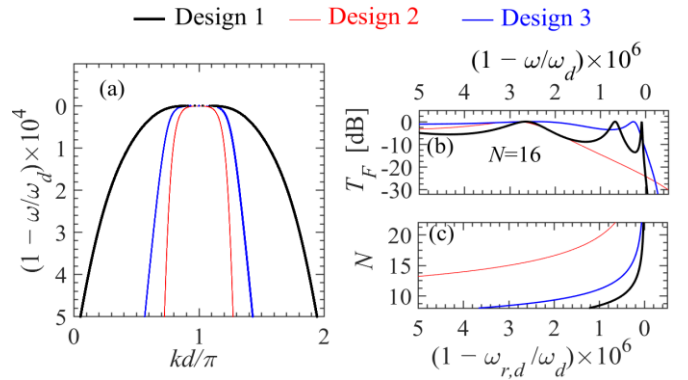 Design 1 Design 2 Design 3
(a)
(1 − ω/ω_d)×10^4
0
1
2
3
4
5
0 1 2
kd/π
(1 − ω/ω_d)×10^6
5 4 3 2 1 0
T_F [dB]
0
-10
-20
-30
(b)
N=16
(c)
N
20
15
10
5 4 3 2 1 0
(1 − ω_{r,d}/ω_d)×10^6